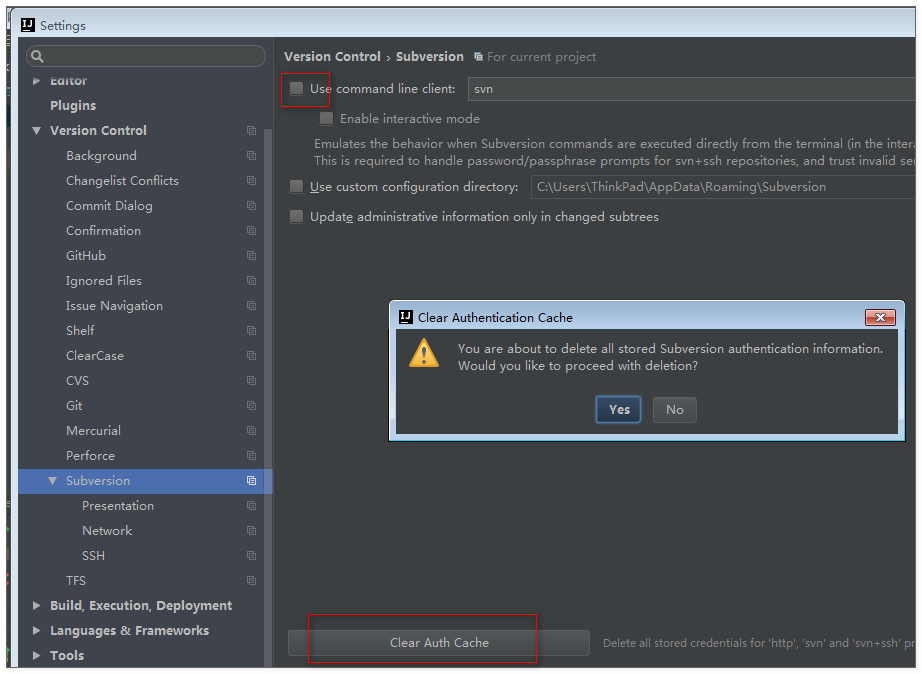 IJ Settings
Editor
Plugins
Version Control
Background
Changelist Conflicts
Commit Dialog
Confirmation
GitHub
Ignored Files
Issue Navigation
Shelf
ClearCase
CVS
Git
Mercurial
Perforce
Subversion
Presentation
Network
SSH
TFS
Build, Execution, Deployment
Languages & Frameworks
Tools
Version Control › Subversion For current project
Use command line client: svn
Enable interactive mode
Emulates the behavior when Subversion commands are executed directly from the terminal (in the
This is required to handle password/passphrase prompts for svn+ssh repositories, and trust invalid
Use custom configuration directory: C:\Users\ThinkPad\AppData\Roaming\Subversion
Update administrative information only in changed subtrees
IJ Clear Authentication Cache
You are about to delete all stored Subversion authentication information.
Would you like to proceed with deletion?
Yes No
Clear Auth Cache Delete all stored credentials for 'http', 'svn' and 'svn+ssh'